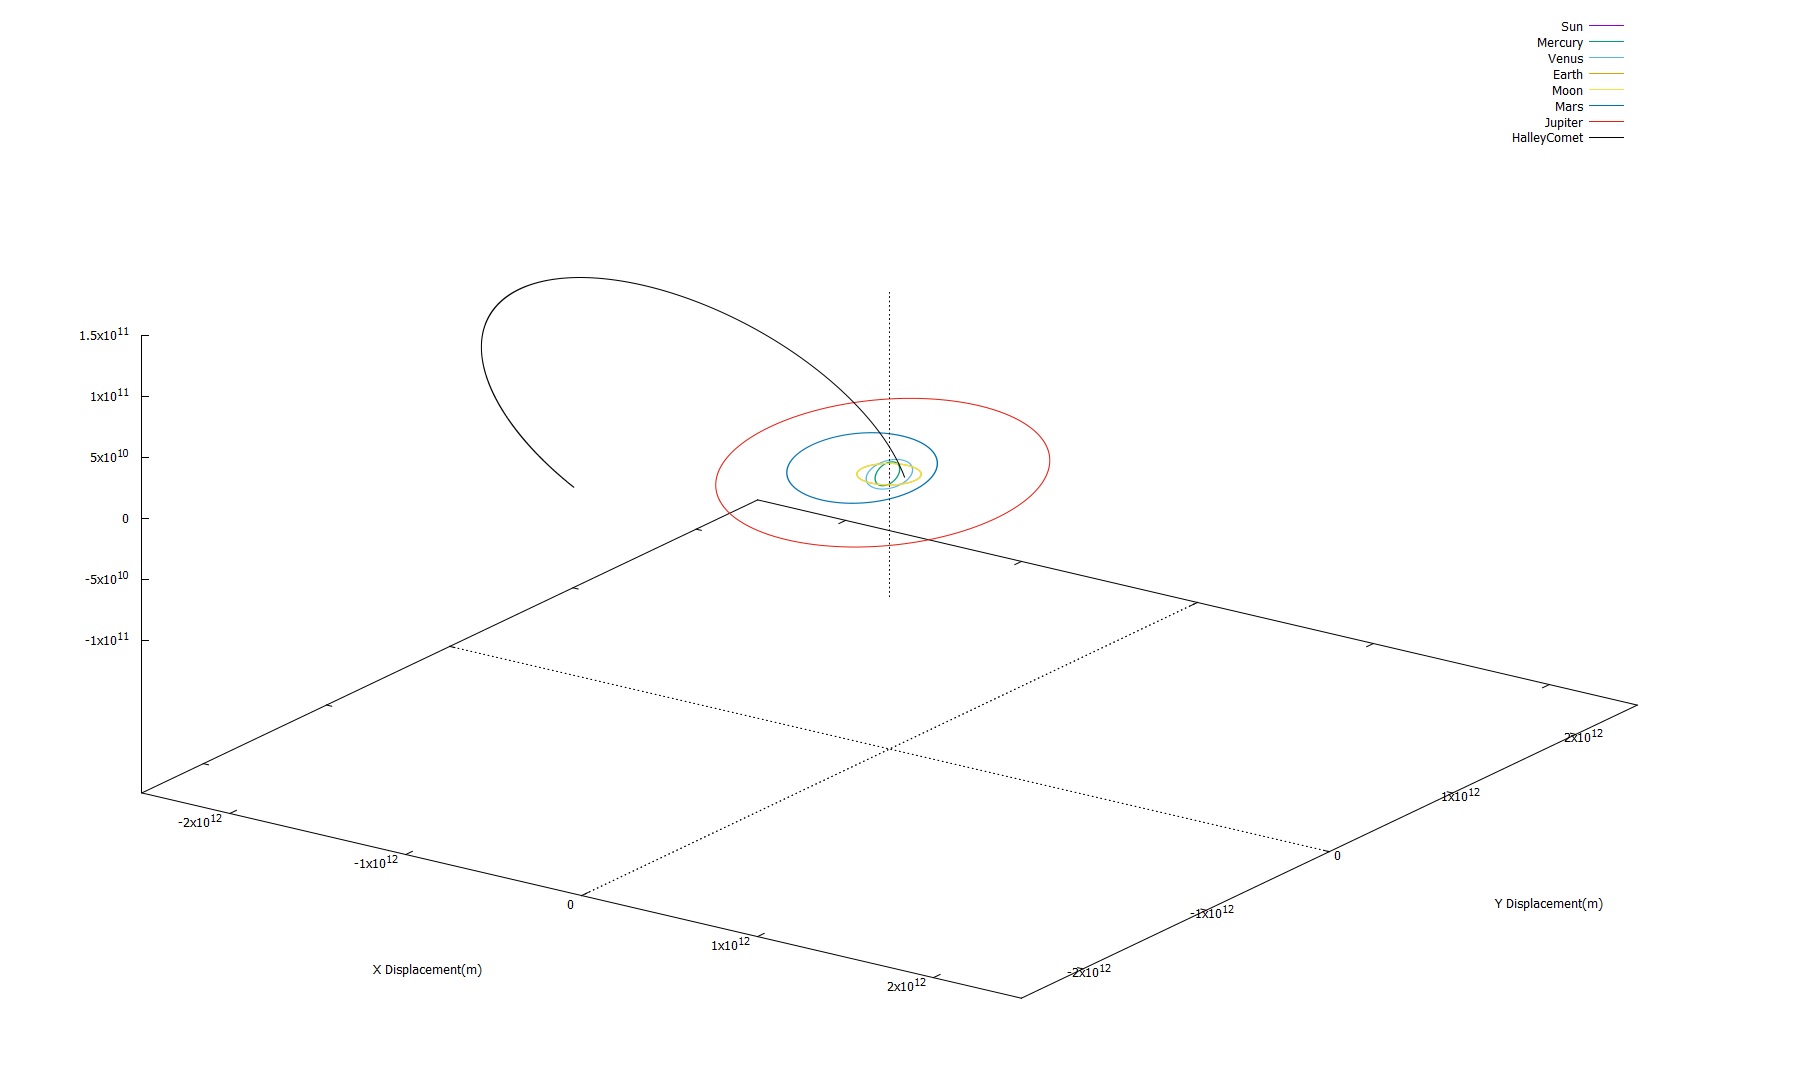 Sun
Mercury
Venus
Earth
Moon
Mars
Jupiter
HalleyComet
1.5x10^11
1x10^11
5x10^10
0
-5x10^10
-1x10^11
-2x10^12
-1x10^12
0
1x10^12
2x10^12
X Displacement(m)
2x10^12
1x10^12
0
-1x10^12
-2x10^12
Y Displacement(m)